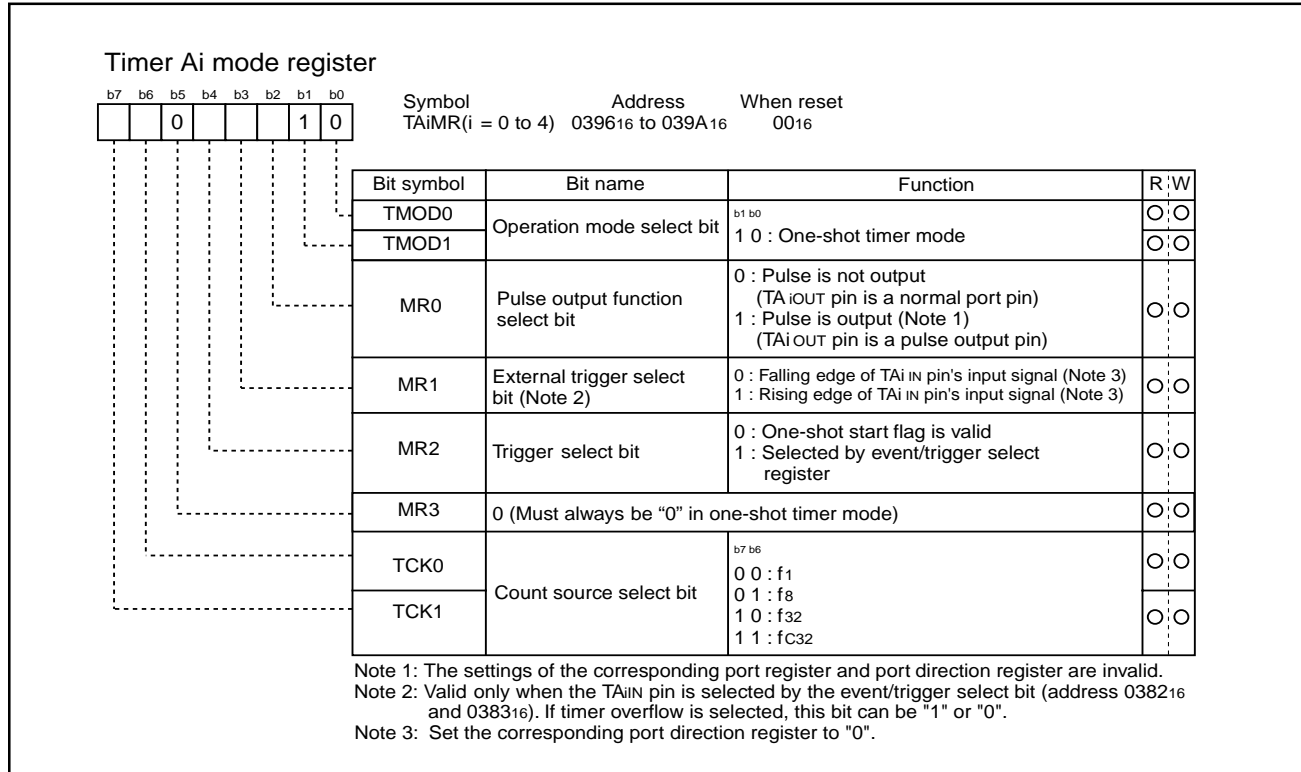 Timer Ai mode register
b7 b6 b5 b4 b3 b2 b1 b0
0 1 0
Symbol Address When reset
TAiMR(i = 0 to 4) 039616 to 039A16 0016
Bit symbol Bit name Function R W
TMOD0
TMOD1
Operation mode select bit
b1 b0
1 0 : One-shot timer mode
MR0
Pulse output function
select bit
0 : Pulse is not output
(TAiOUT pin is a normal port pin)
1 : Pulse is output (Note 1)
(TAiOUT pin is a pulse output pin)
MR1
External trigger select
bit (Note 2)
0 : Falling edge of TAiIN pin's input signal (Note 3)
1 : Rising edge of TAiIN pin's input signal (Note 3)
MR2
Trigger select bit
0 : One-shot start flag is valid
1 : Selected by event/trigger select
register
MR3
0 (Must always be “0” in one-shot timer mode)
TCK0
TCK1
Count source select bit
b7 b6
0 0 : f1
0 1 : f8
1 0 : f32
1 1 : fC32
Note 1: The settings of the corresponding port register and port direction register are invalid.
Note 2: Valid only when the TAiIN pin is selected by the event/trigger select bit (address 038216
and 038316). If timer overflow is selected, this bit can be "1" or "0".
Note 3: Set the corresponding port direction register to "0".